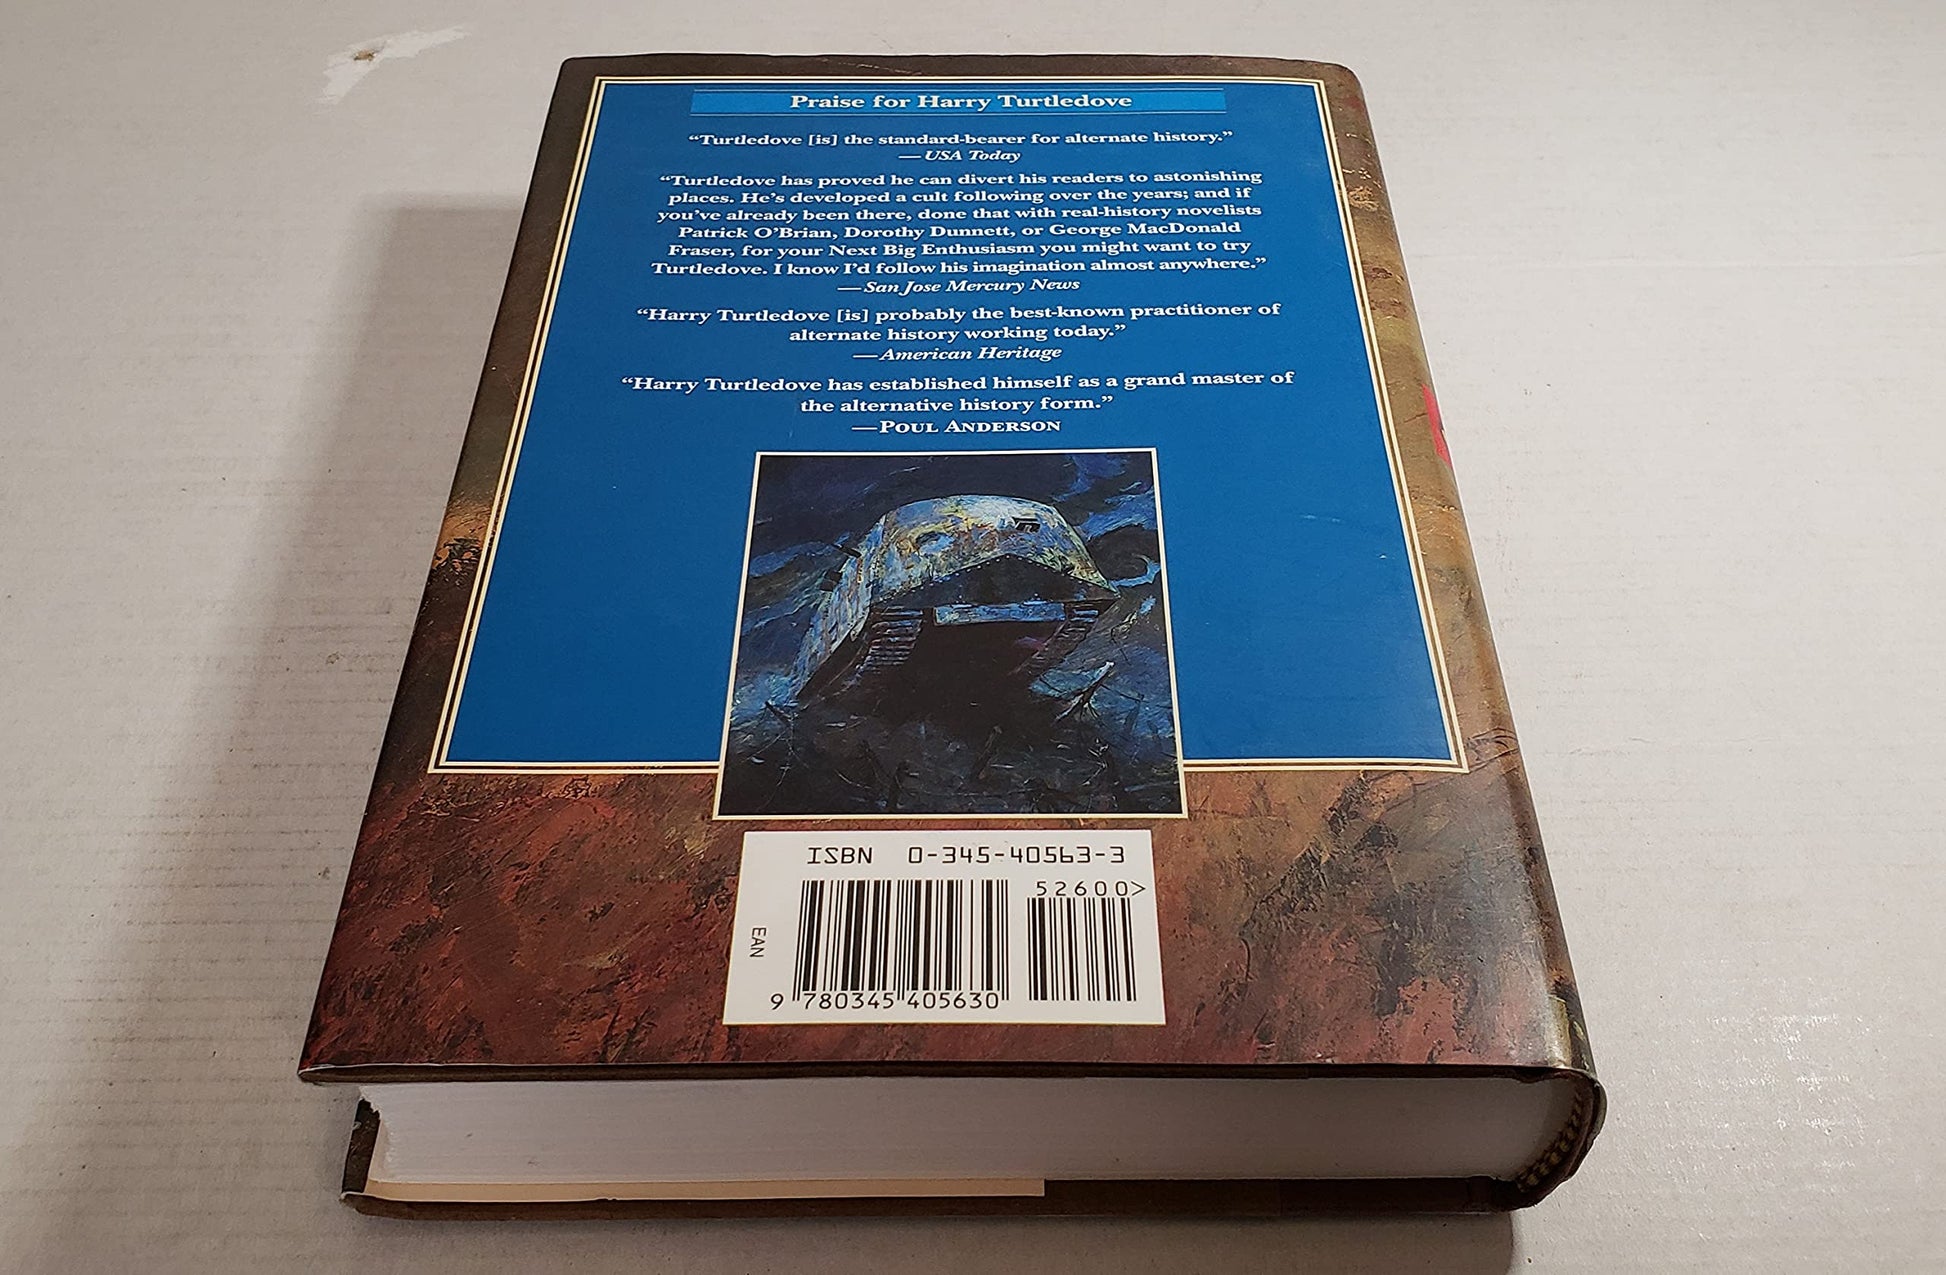 Praise for Harry Turtledove
“Turtledove [is] the standard-bearer for alternate history.”
—USA Today
“Turtledove has proved he can divert his readers to astonishing
places. He’s developed a cult following over the years; and if
you’ve already been there, done that with real-history novelists
Patrick O’Brian, Dorothy Dunnett, or George MacDonald
Fraser, for your Next Big Enthusiasm you might want to try
Turtledove. I know I’d follow his imagination almost anywhere.”
—San Jose Mercury News
“Harry Turtledove [is] probably the best-known practitioner of
alternate history working today.”
—American Heritage
“Harry Turtledove has established himself as a grand master of
the alternative history form.”
—POUL ANDERSON
ISBN 0-345-40563-3
52600>
EAN
9 780345 405630